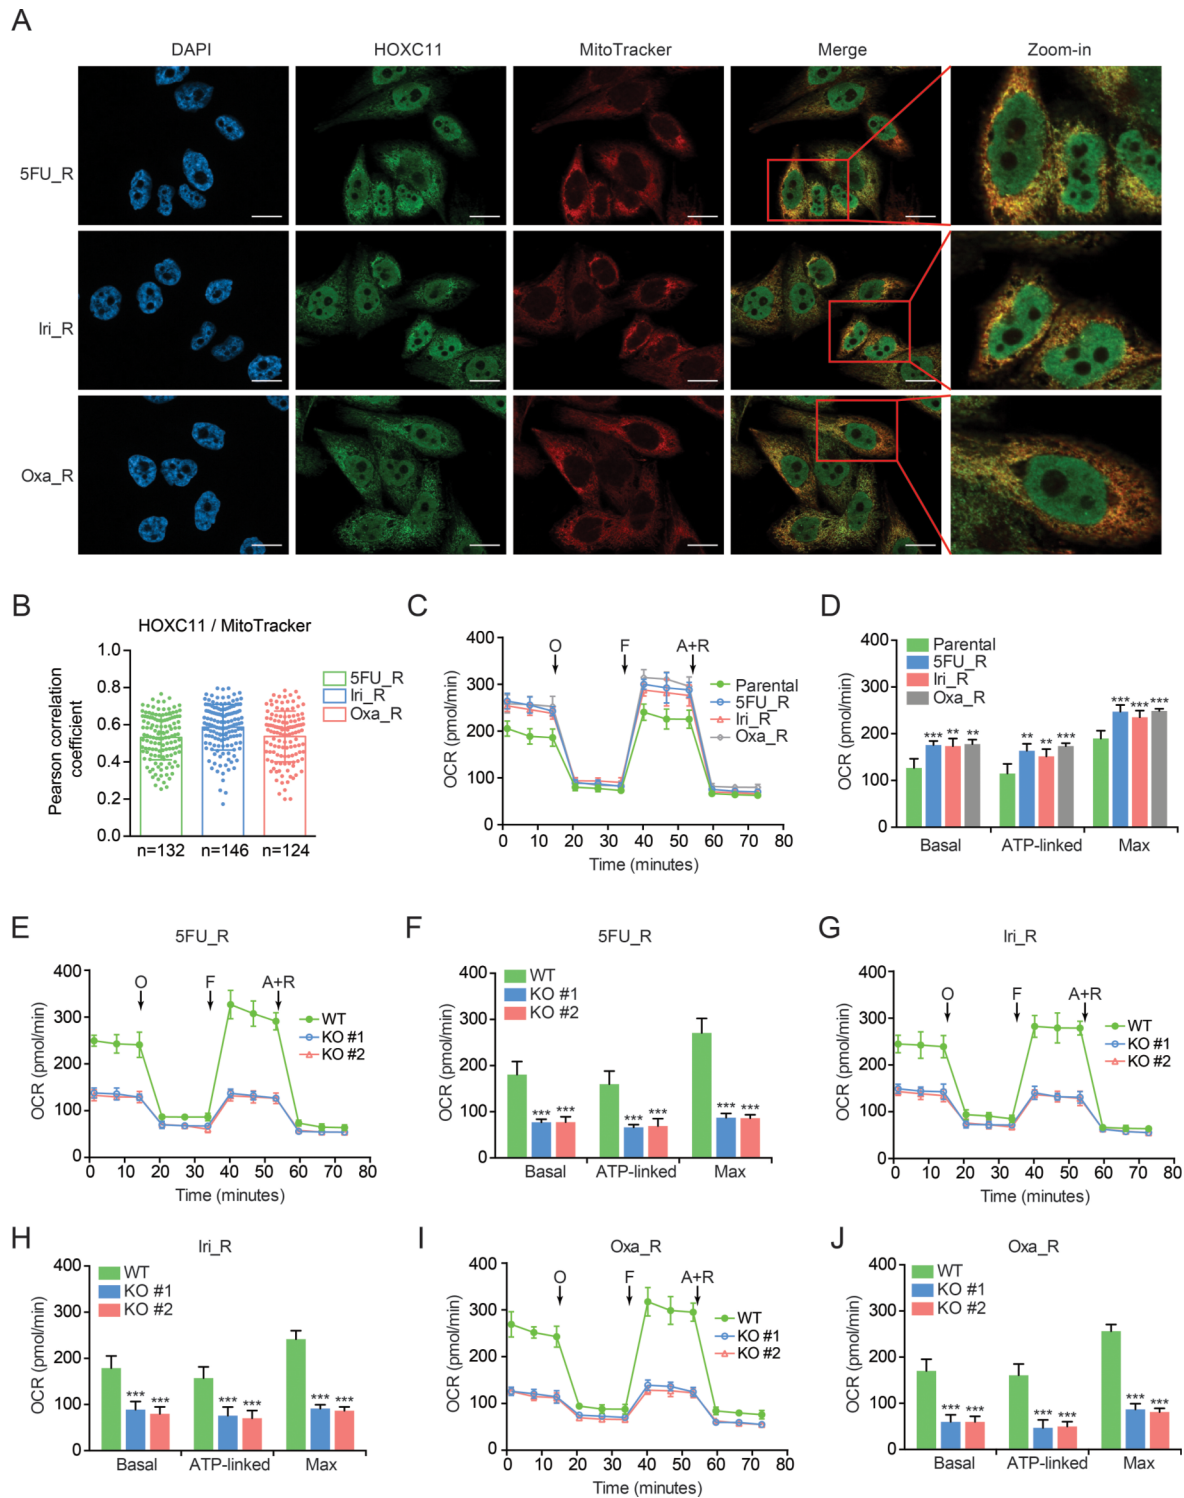 A
DAPI HOXC11 MitoTracker Merge Zoom-in
5FU_R
Iri_R
Oxa_R
B
HOXC11 / MitoTracker
Pearson correlation
coefficient
1.0
0.8
0.6
0.4
0.2
0.0
n=132 n=146 n=124
5FU_R
Iri_R
Oxa_R
C
OCR (pmol/min)
400
300
200
100
0
O F A+R
Parental
5FU_R
Iri_R
Oxa_R
0 10 20 30 40 50 60 70 80
Time (minutes)
D
OCR (pmol/min)
400
300
200
100
0
Parental
5FU_R
Iri_R
Oxa_R
*** ** ** ** ** *** *** *** ***
Basal ATP-linked Max
E
5FU_R
OCR (pmol/min)
400
300
200
100
0
O F A+R
WT
KO #1
KO #2
0 10 20 30 40 50 60 70 80
Time (minutes)
F
5FU_R
OCR (pmol/min)
400
300
200
100
0
WT
KO #1
KO #2
*** *** *** *** *** ***
Basal ATP-linked Max
G
Iri_R
OCR (pmol/min)
400
300
200
100
0
O F A+R
WT
KO #1
KO #2
0 10 20 30 40 50 60 70 80
Time (minutes)
H
Iri_R
OCR (pmol/min)
400
300
200
100
0
WT
KO #1
KO #2
*** *** *** *** *** ***
Basal ATP-linked Max
I
Oxa_R
OCR (pmol/min)
400
300
200
100
0
O F A+R
WT
KO #1
KO #2
0 10 20 30 40 50 60 70 80
Time (minutes)
J
Oxa_R
OCR (pmol/min)
400
300
200
100
0
WT
KO #1
KO #2
*** *** *** *** *** ***
Basal ATP-linked Max